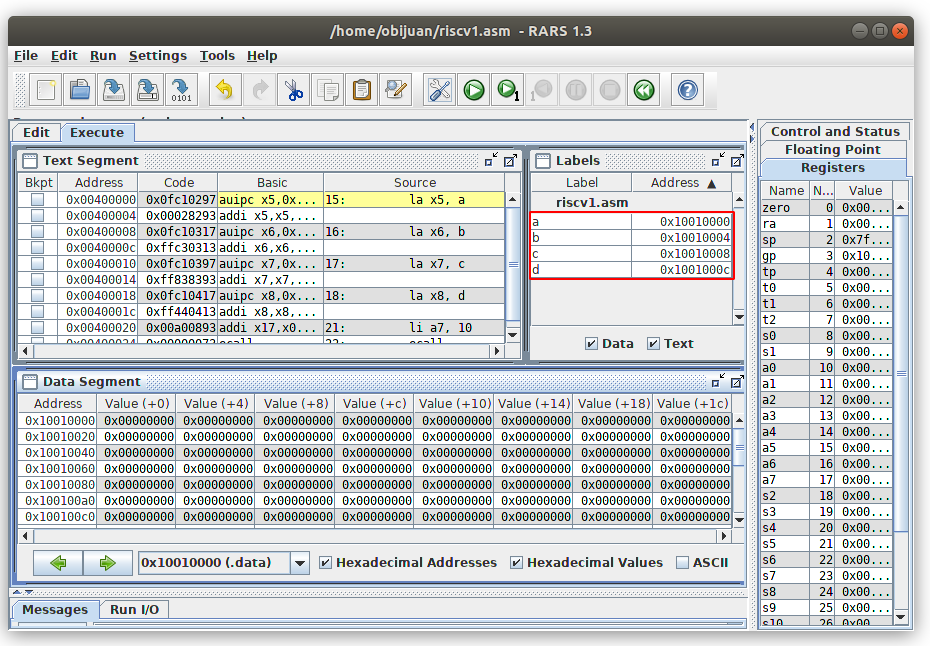 /home/obijuan/riscv1.asm - RARS 1.3
File Edit Run Settings Tools Help
Edit Execute
Text Segment
Bkpt Address Code Basic Source
0x00400000 0x0fc10297 auipc x5,0x... 15: la x5, a
0x00400004 0x00028293 addi x5,x5,...
0x00400008 0x0fc10317 auipc x6,0x... 16: la x6, b
0x0040000c 0xffc30313 addi x6,x6,...
0x00400010 0x0fc10397 auipc x7,0x... 17: la x7, c
0x00400014 0xff838393 addi x7,x7,...
0x00400018 0x0fc10417 auipc x8,0x... 18: la x8, d
0x0040001c 0xff440413 addi x8,x8,...
0x00400020 0x00a00893 addi x17,x0... 21: li a7, 10
0x00400024 0x00000073 ecall 22: ecall
Labels
Label Address ▲
riscv1.asm
a 0x10010000
b 0x10010004
c 0x10010008
d 0x1001000c
Data Text
Data Segment
Address Value (+0) Value (+4) Value (+8) Value (+c) Value (+10) Value (+14) Value (+18) Value (+1c)
0x10010000 0x00000000 0x00000000 0x00000000 0x00000000 0x00000000 0x00000000 0x00000000 0x00000000
0x10010020 0x00000000 0x00000000 0x00000000 0x00000000 0x00000000 0x00000000 0x00000000 0x00000000
0x10010040 0x00000000 0x00000000 0x00000000 0x00000000 0x00000000 0x00000000 0x00000000 0x00000000
0x10010060 0x00000000 0x00000000 0x00000000 0x00000000 0x00000000 0x00000000 0x00000000 0x00000000
0x10010080 0x00000000 0x00000000 0x00000000 0x00000000 0x00000000 0x00000000 0x00000000 0x00000000
0x100100a0 0x00000000 0x00000000 0x00000000 0x00000000 0x00000000 0x00000000 0x00000000 0x00000000
0x100100c0 0x00000000 0x00000000 0x00000000 0x00000000 0x00000000 0x00000000 0x00000000 0x00000000
0x10010000 (.data) Hexadecimal Addresses Hexadecimal Values ASCII
Messages Run I/O
Control and Status
Floating Point
Registers
Name N... Value
zero 0 0x00...
ra 1 0x00...
sp 2 0x7f...
gp 3 0x10...
tp 4 0x00...
t0 5 0x00...
t1 6 0x00...
t2 7 0x00...
s0 8 0x00...
s1 9 0x00...
a0 10 0x00...
a1 11 0x00...
a2 12 0x00...
a3 13 0x00...
a4 14 0x00...
a5 15 0x00...
a6 16 0x00...
a7 17 0x00...
s2 18 0x00...
s3 19 0x00...
s4 20 0x00...
s5 21 0x00...
s6 22 0x00...
s7 23 0x00...
s8 24 0x00...
s9 25 0x00...
s10 26 0x00...